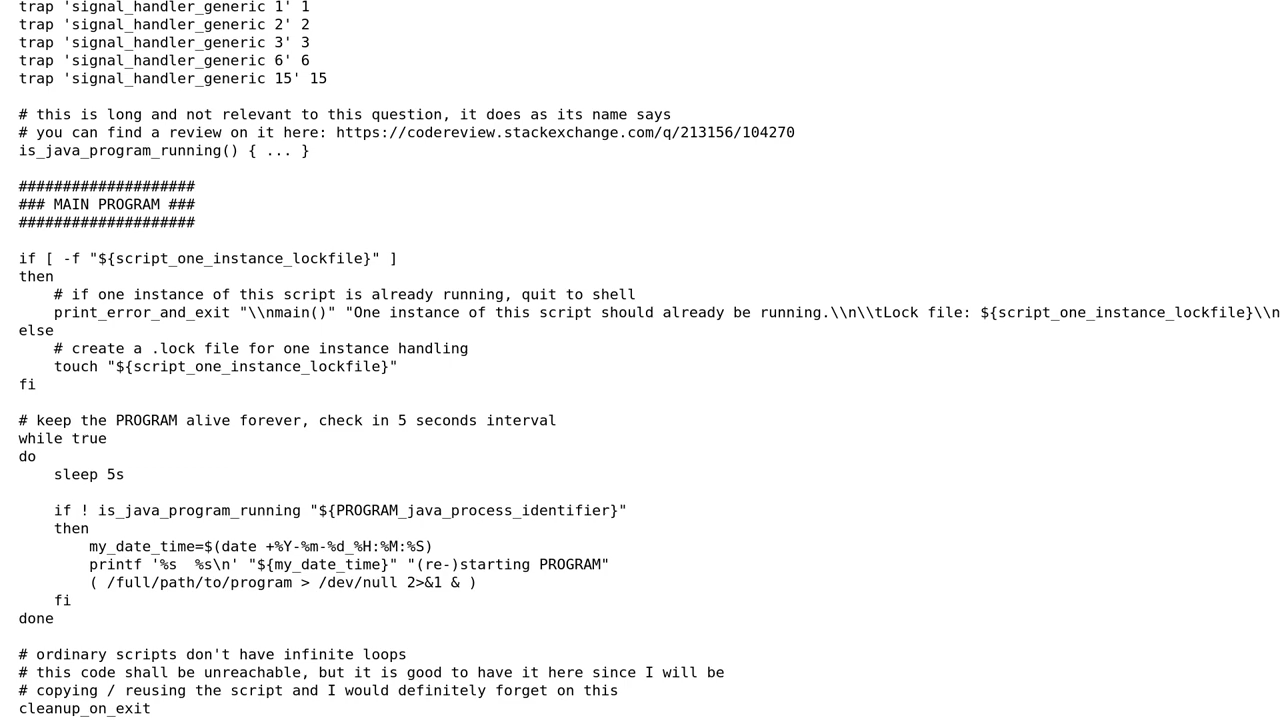 trap 'signal_handler_generic 1' 1
trap 'signal_handler_generic 2' 2
trap 'signal_handler_generic 3' 3
trap 'signal_handler_generic 6' 6
trap 'signal_handler_generic 15' 15

# this is long and not relevant to this question, it does as its name says
# you can find a review on it here: https://codereview.stackexchange.com/q/213156/104270
is_java_program_running() { ... }

####################
### MAIN PROGRAM ###
####################

if [ -f "${script_one_instance_lockfile}" ]
then
    # if one instance of this script is already running, quit to shell
    print_error_and_exit "\\nmain()" "One instance of this script should already be running.\\n\\tLock file: ${script_one_instance_lockfile}\\n
else
    # create a .lock file for one instance handling
    touch "${script_one_instance_lockfile}"
fi

# keep the PROGRAM alive forever, check in 5 seconds interval
while true
do
    sleep 5s

    if ! is_java_program_running "${PROGRAM_java_process_identifier}"
    then
        my_date_time=$(date +%Y-%m-%d_%H:%M:%S)
        printf '%s  %s\n' "${my_date_time}" "(re-)starting PROGRAM"
        ( /full/path/to/program > /dev/null 2>&1 & )
    fi
done

# ordinary scripts don't have infinite loops
# this code shall be unreachable, but it is good to have it here since I will be
# copying / reusing the script and I would definitely forget on this
cleanup_on_exit